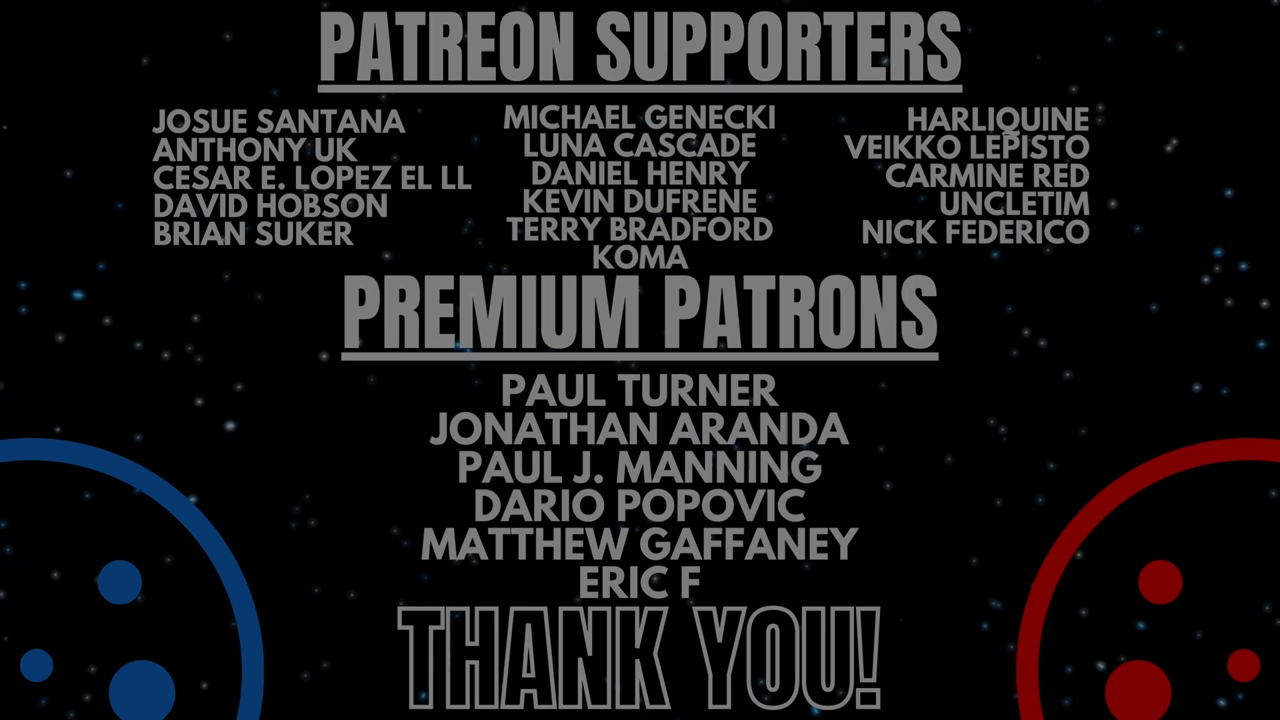 PATREON SUPPORTERS
JOSUE SANTANA
ANTHONY UK
CESAR E. LOPEZ EL LL
DAVID HOBSON
BRIAN SUKER
MICHAEL GENECKI
LUNA CASCADE
DANIEL HENRY
KEVIN DUFRENE
TERRY BRADFORD
KOMA
HARLIQUINE
VEIKKO LEPISTO
CARMINE RED
UNCLETIM
NICK FEDERICO
PREMIUM PATRONS
PAUL TURNER
JONATHAN ARANDA
PAUL J. MANNING
DARIO POPOVIC
MATTHEW GAFFANEY
ERIC F
THANK YOU!